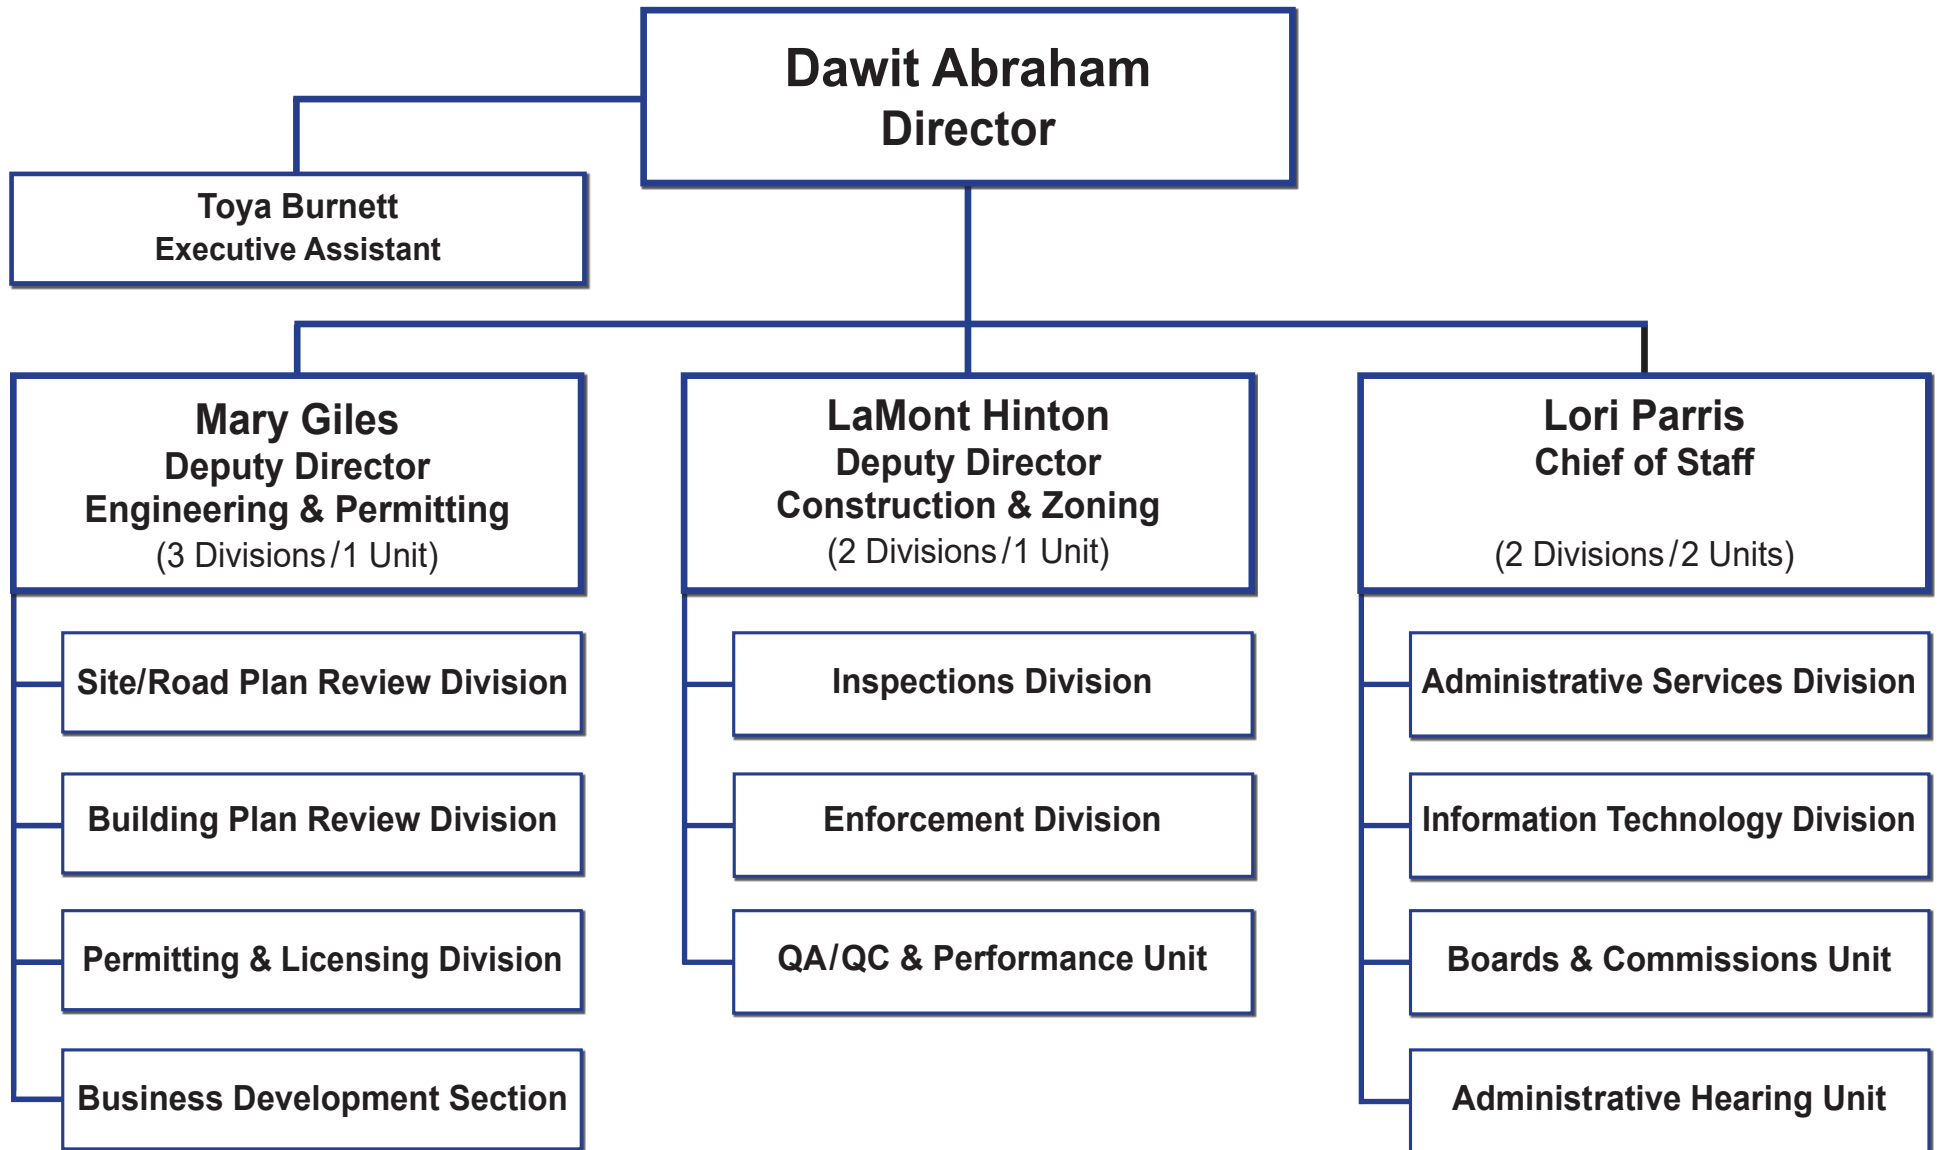 Dawit Abraham
Director
Toya Burnett
Executive Assistant
Mary Giles
Deputy Director
Engineering & Permitting
(3 Divisions/1 Unit)
Site/Road Plan Review Division
Building Plan Review Division
Permitting & Licensing Division
Business Development Section
LaMont Hinton
Deputy Director
Construction & Zoning
(2 Divisions/1 Unit)
Inspections Division
Enforcement Division
QA/QC & Performance Unit
Lori Parris
Chief of Staff
(2 Divisions/2 Units)
Administrative Services Division
Information Technology Division
Boards & Commissions Unit
Administrative Hearing Unit